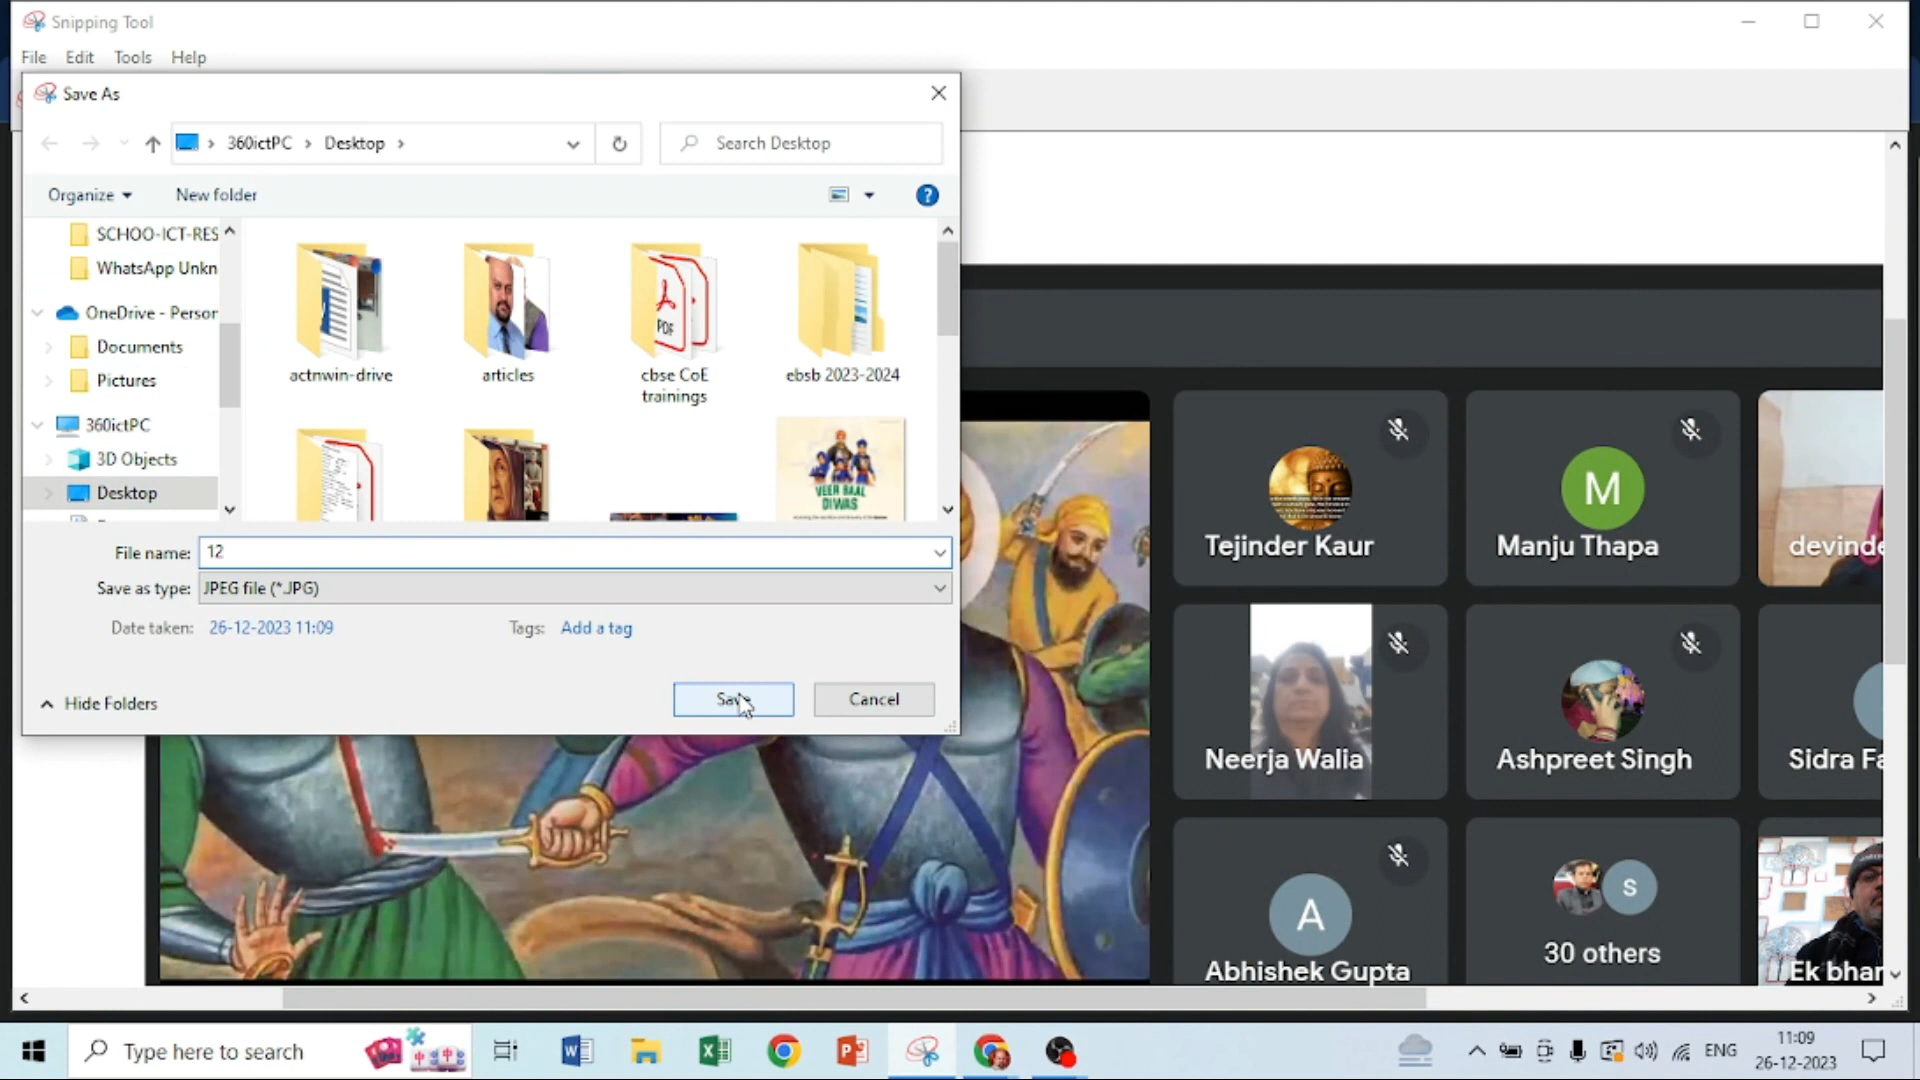 Snipping Tool
File Edit Tools Help
Save As
360ictPC Desktop
Search Desktop
Organize New folder
SCHOO-ICT-RES
WhatsApp Unkn
OneDrive - Person
Documents
Pictures
360ictPC
3D Objects
Desktop
actnwin-drive
articles
PDF
cbse CoE
trainings
ebsb 2023-2024
VEER BAAL
DIWAS
File name: 12
Save as type: JPEG file (*.JPG)
Date taken: 26-12-2023 11:09 Tags: Add a tag
Hide Folders
Save Cancel
Tejinder Kaur
M
Manju Thapa
devinde
Neerja Walia
Ashpreet Singh
Sidra Fa
A
Abhishek Gupta
S
30 others
Ek bhar
Type here to search
ENG
11:09
26-12-2023